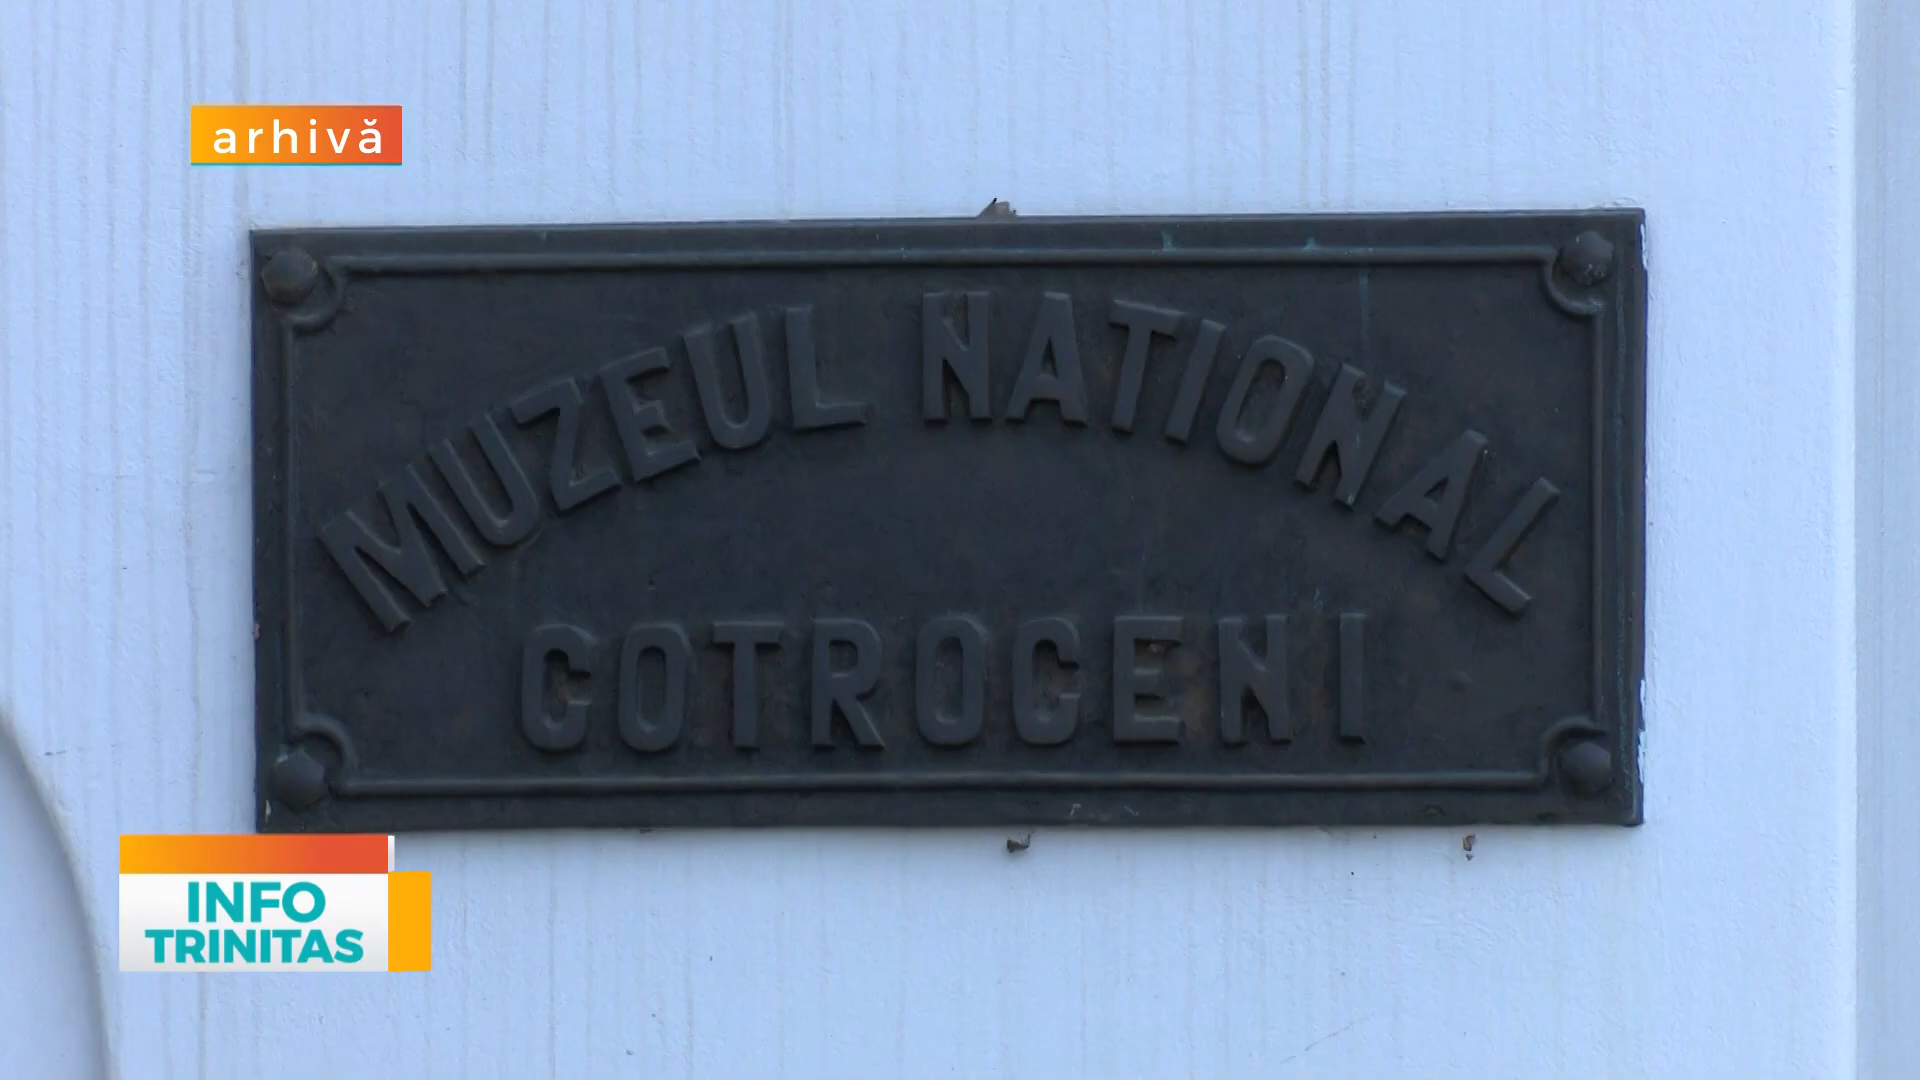 arhivă
MUZEUL NATIONAL
COTROCENI
INFO
TRINITAS